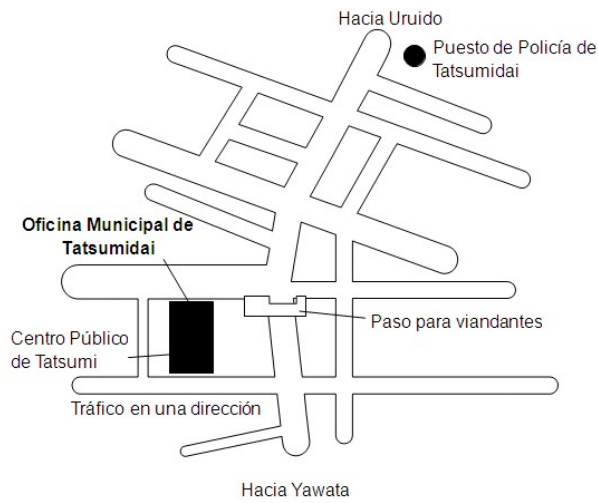 Hacia Uruido
Puesto de Policía de
Tatsumidai
Oficina Municipal de
Tatsumidai
Paso para viandantes
Centro Público
de Tatsumi
Tráfico en una dirección
Hacia Yawata